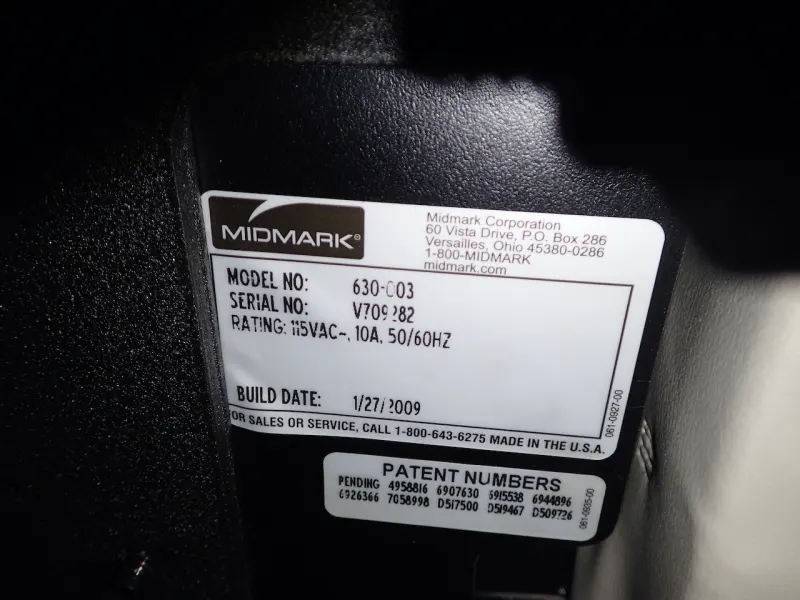 MIDMARK®
Midmark Corporation
60 Vista Drive, P.O. Box 286
Versailles, Ohio 45380-0286
1-800-MIDMARK
midmark.com
MODEL NO: 630-003
SERIAL NO: V709282
RATING: 115VAC~, 10A, 50/60HZ
BUILD DATE: 1/27/2009
FOR SALES OR SERVICE, CALL 1-800-643-6275 MADE IN THE U.S.A.
061-0927-00
PATENT NUMBERS
PENDING 4958816 6907630 6915538 6944896
6926366 7058998 D517500 D519467 D509726
061-0935-00